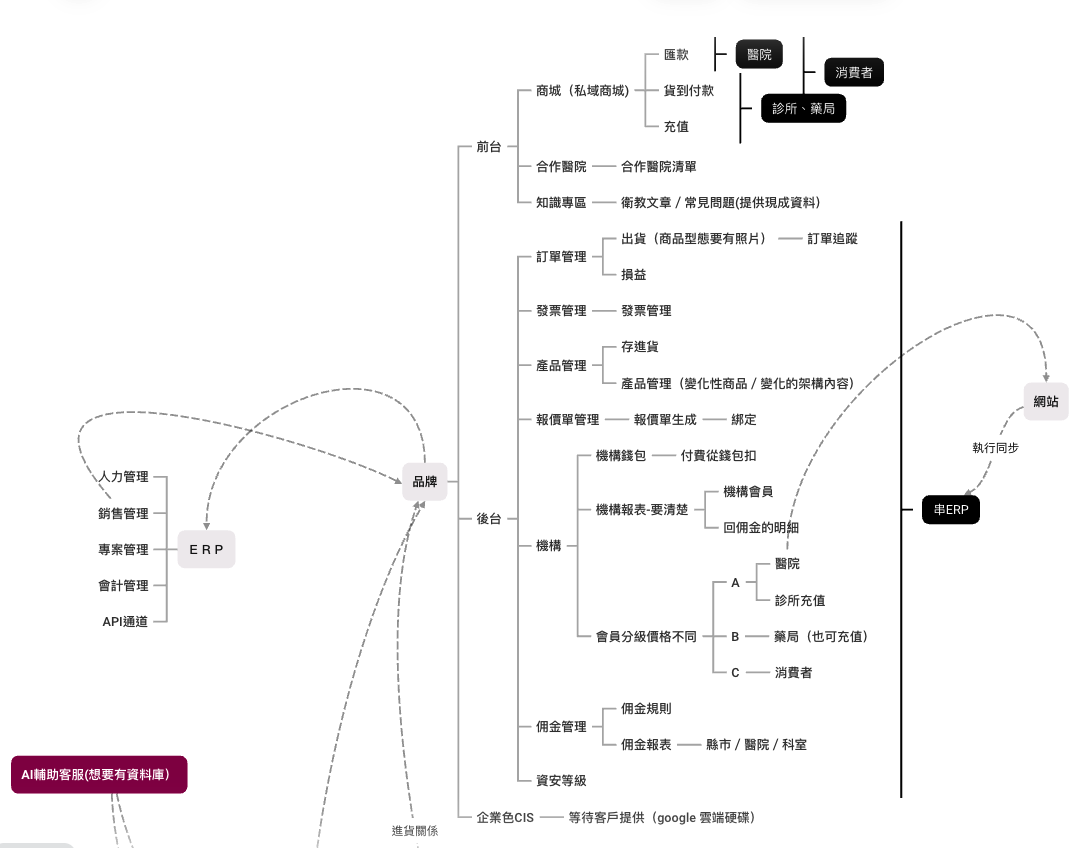 匯款
醫院
消費者
商城（私域商城）
貨到付款
診所、藥局
充值
前台
合作醫院
合作醫院清單
知識專區
衛教文章 / 常見問題(提供現成資料)
出貨（商品型態要有照片）
訂單追蹤
訂單管理
損益
發票管理
發票管理
存進貨
產品管理
產品管理（變化性商品 / 變化的架構內容）
網站
報價單管理
報價單生成
綁定
執行同步
機構錢包
付費從錢包扣
人力管理
品牌
機構會員
銷售管理
後台
機構報表-要清楚
串ERP
回佣金的明細
專案管理
E R P
機構
醫院
會計管理
A
診所充值
API通道
會員分級價格不同
B
藥局（也可充值）
C
消費者
佣金規則
佣金管理
佣金報表
縣市 / 醫院 / 科室
AI輔助客服(想要有資料庫）
資安等級
企業色CIS
等待客戶提供（google 雲端硬碟）
進貨關係